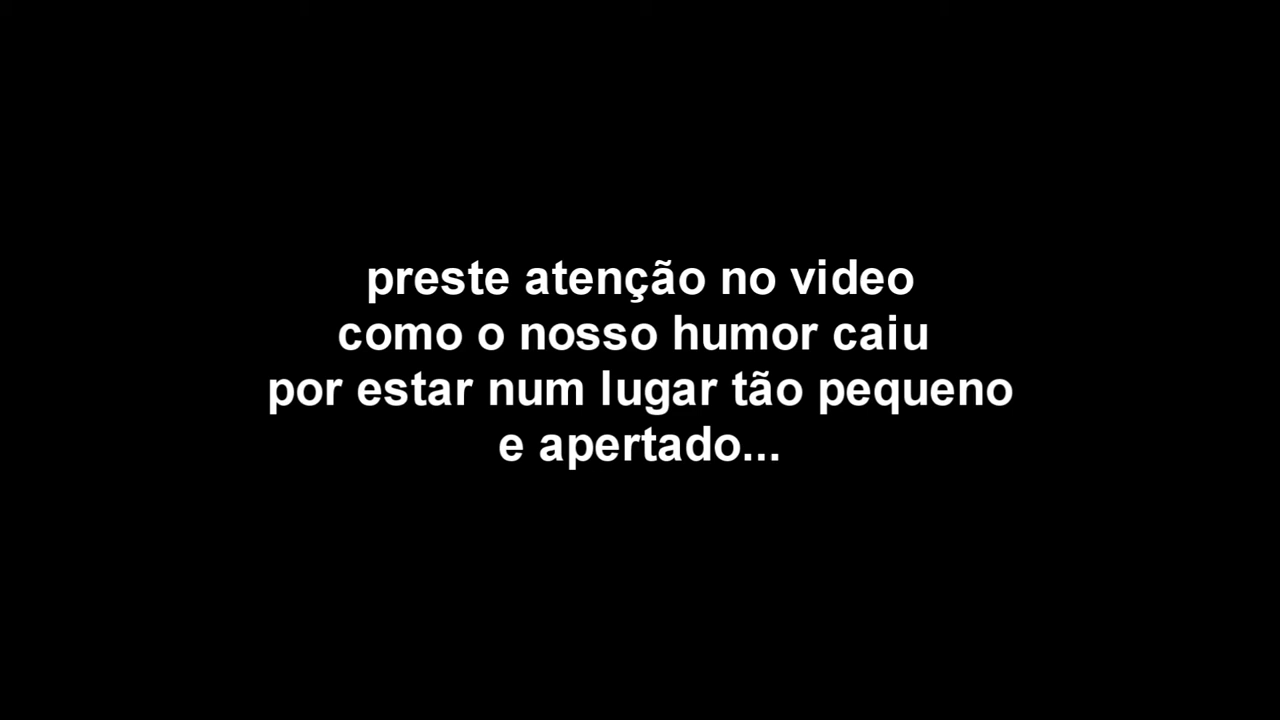 preste atenção no video
como o nosso humor caiu
por estar num lugar tão pequeno
e apertado...